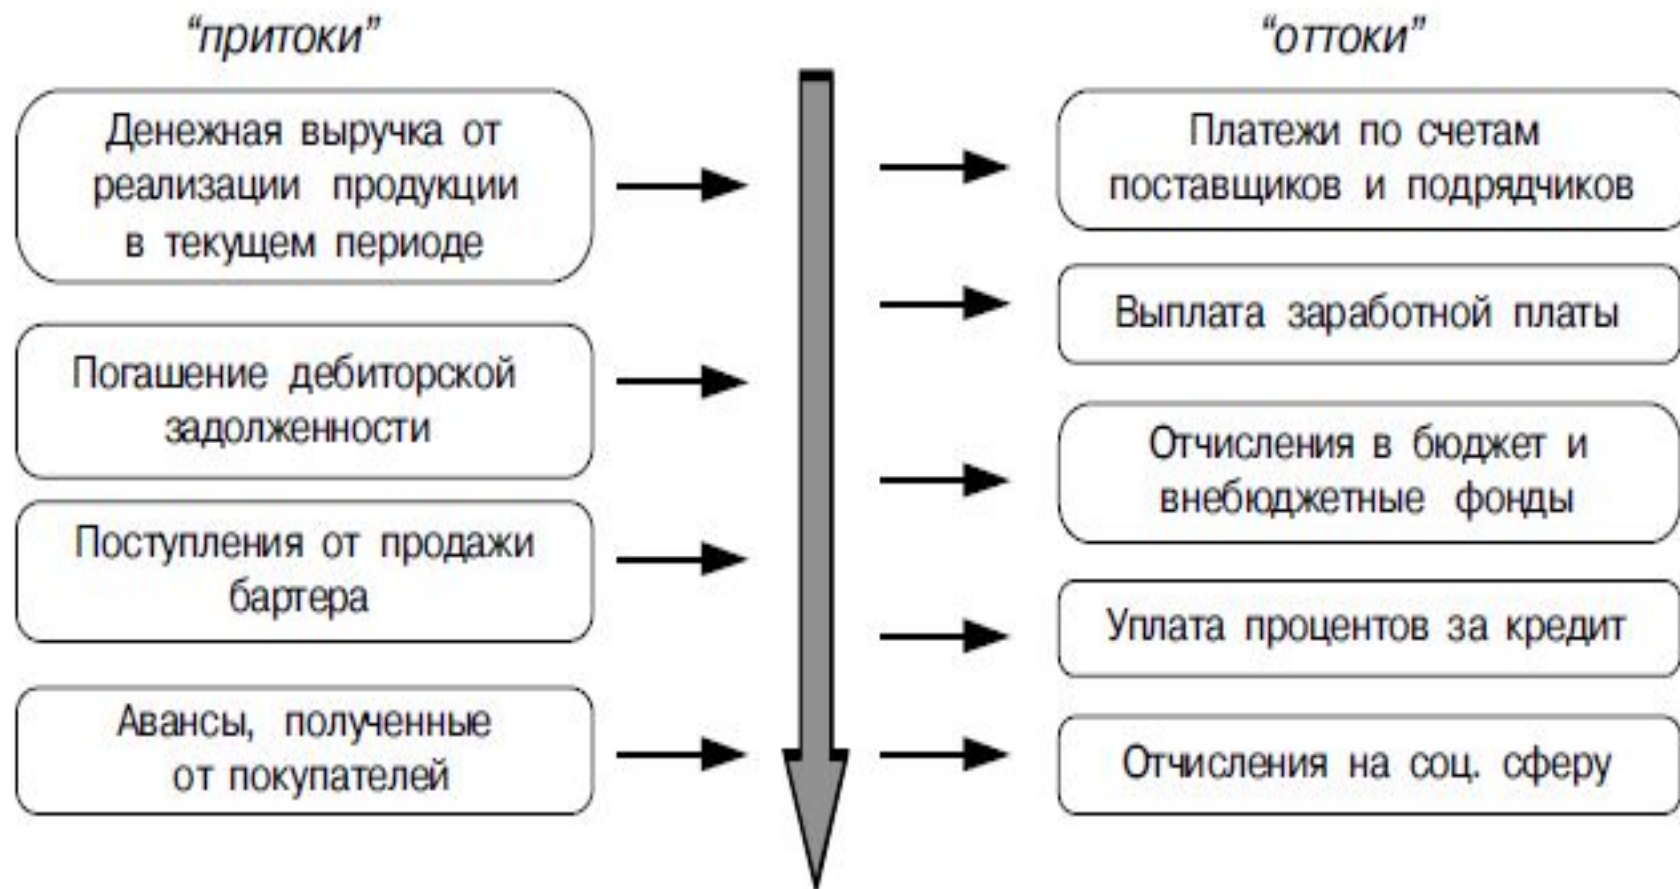 “притоки”
Денежная выручка от
реализации продукции
в текущем периоде
Погашение дебиторской
задолженности
Поступления от продажи
бартера
Авансы, полученные
от покупателей
“оттоки”
Платежи по счетам
поставщиков и подрядчиков
Выплата заработной платы
Отчисления в бюджет и
внебюджетные фонды
Уплата процентов за кредит
Отчисления на соц. сферу